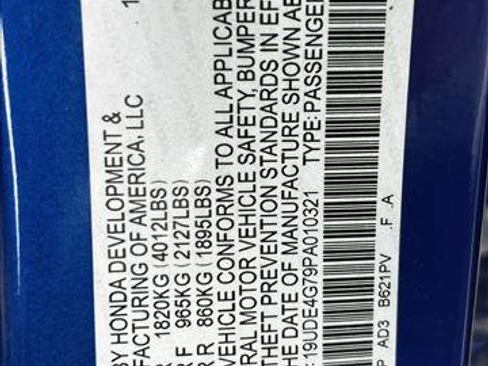 BY HONDA DEVELOPMENT &
FACTURING OF AMERICA, LLC 1
R 1820KG (4012LBS)
R F 965KG (2127LBS)
R R 860KG (1895LBS)
VEHICLE CONFORMS TO ALL APPLICAB
RAL MOTOR VEHICLE SAFETY, BUMPER
THEFT PREVENTION STANDARDS IN EF
THE DATE OF MANUFACTURE SHOWN AB
: 19UDE4G79PA010321 TYPE: PASSENGE
P AD3 B621PV .F .A